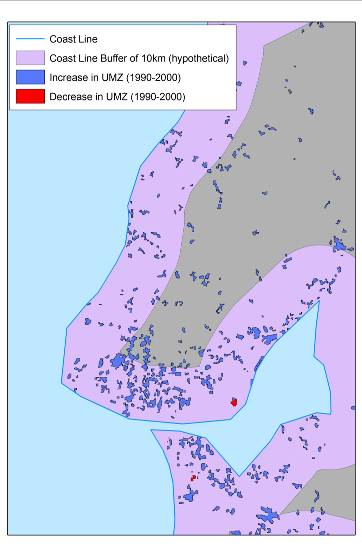 Coast Line
Coast Line Buffer of 10km (hypothetical)
Increase in UMZ (1990-2000)
Decrease in UMZ (1990-2000)